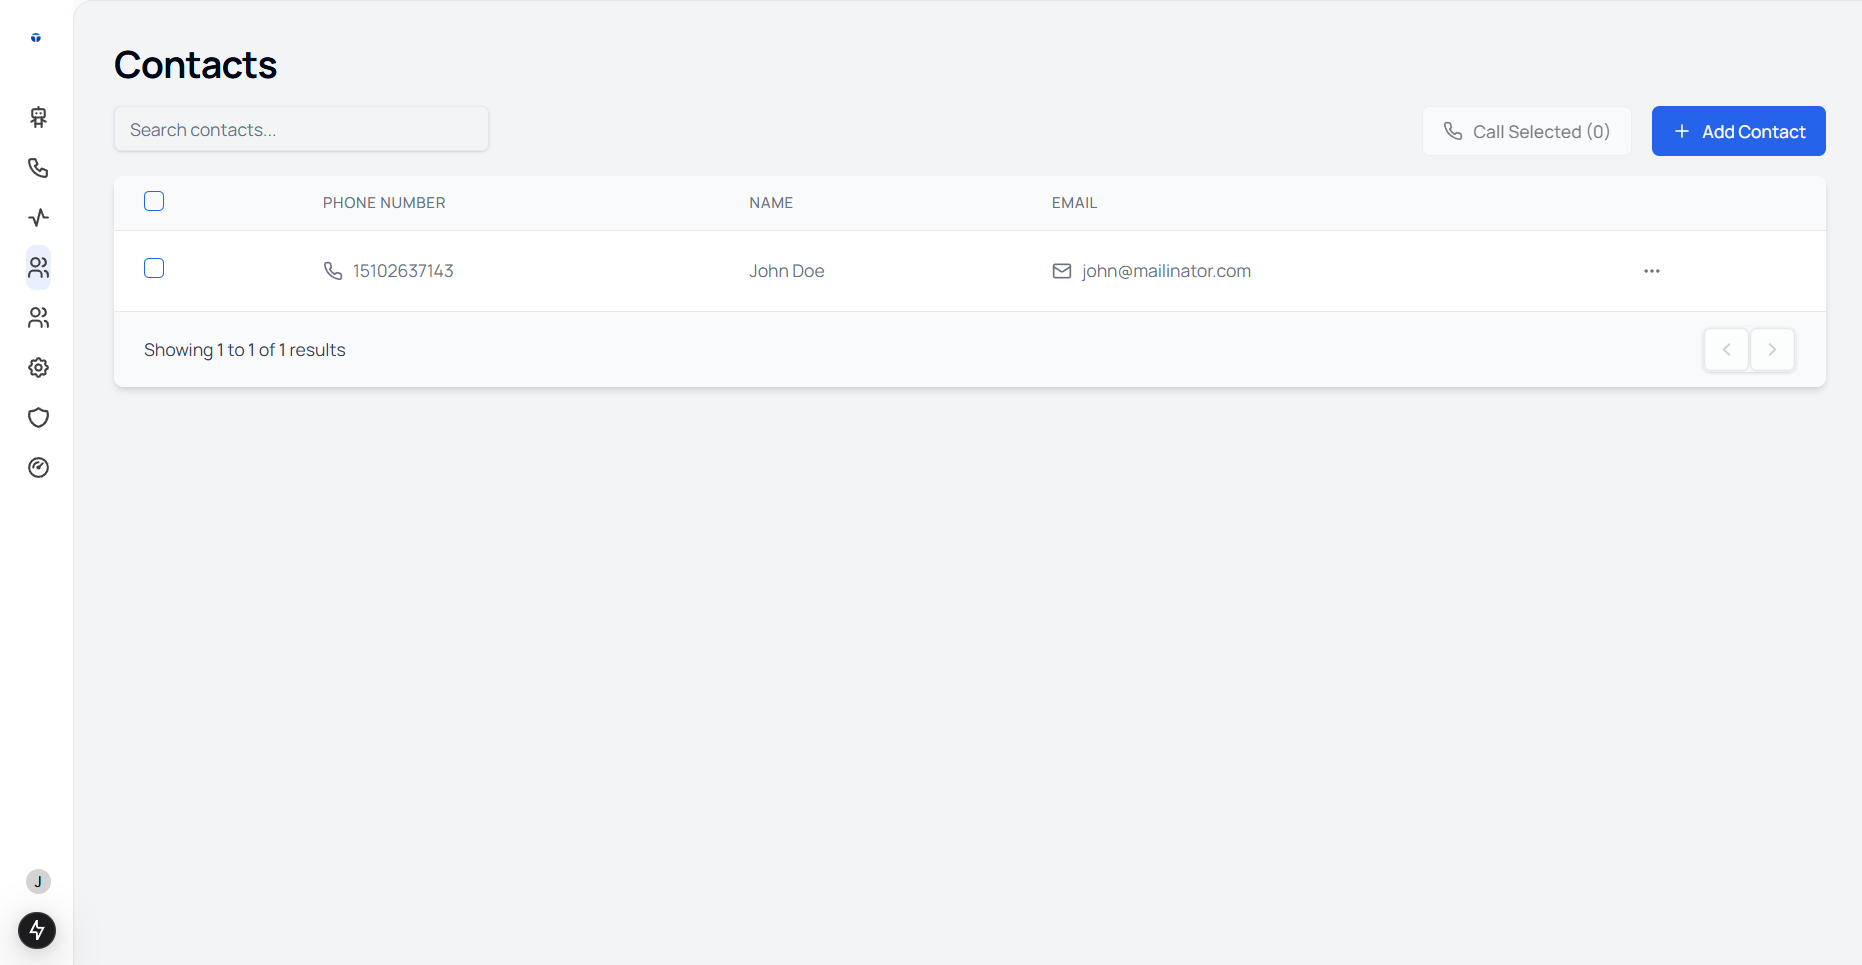 Contacts
Search contacts...
Call Selected (0)
Add Contact
PHONE NUMBER NAME EMAIL
15102637143 John Doe john@mailinator.com
Showing 1 to 1 of 1 results
J